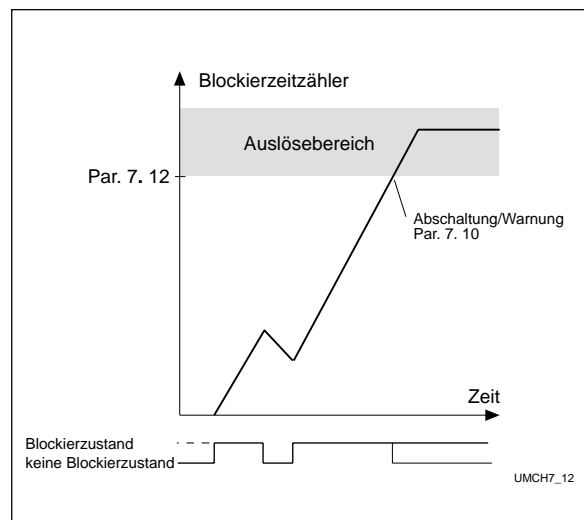 Blockierzeitzähler
Auslösebereich
Par. 7. 12
Abschaltung/Warnung
Par. 7. 10
Zeit
Blockierzustand
keine Blockierzustand
UMCH7_12